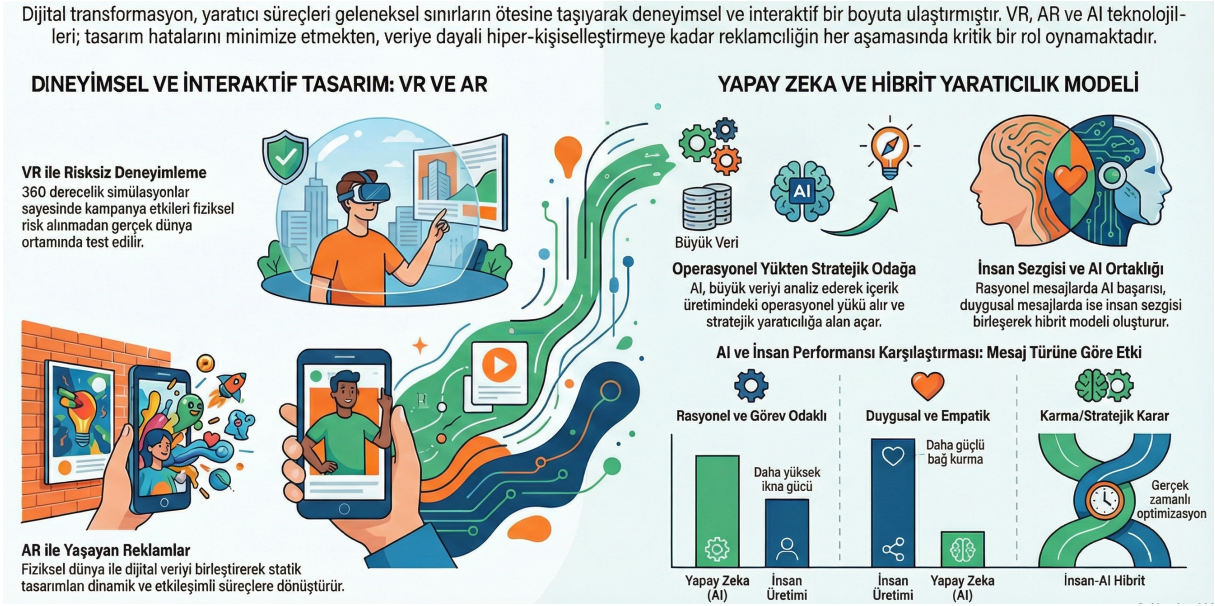 Dijital transformasyon, yaratıcı süreçleri geleneksel sınırların ötesine taşıyarak deneyimsel ve interaktif bir boyuta ulaştırmıştır. VR, AR ve AI teknolojil-
leri; tasarım hatalarını minimize etmekten, veriye dayali hiper-kişiselleştirmeye kadar reklamcılığin her aşamasında kritik bir rol oynamaktadır.
DINEYİMSEL VE İNTERAKTİF TASARIM: VR VE AR
VR ile Risksiz Deneyimleme
360 derecelik simülasyonlar
sayesinde kampanya etkileri fiziksel
risk alınmadan gerçek dünya
ortamında test edilir.
AR ile Yaşayan Reklamlar
Fiziksel dünya ile dijital veriyi birleştirerek statik
tasarımları dinamik ve etkileşimli süreçlere dönüştürür.
YAPAY ZEKA VE HİBRİT YARATICILIK MODELİ
AI
Büyük Veri
Operasyonel Yükten Stratejik Odağa
AI, büyük veriyi analiz ederek içerik
üretimindeki operasyonel yükü alır ve
stratejik yaratıcılığa alan açar.
İnsan Sezgisi ve AI Ortaklığı
Rasyonel mesajlarda AI başarısı,
duygusal mesajlarda ise insan sezgisi
birleşerek hibrit modeli oluşturur.
AI ve İnsan Performansı Karşılaştırması: Mesaj Türüne Göre Etki
Rasyonel ve Görev Odaklı
Daha yüksek
ikna gücü
Yapay Zeka
(AI)
İnsan
Üretimi
Duygusal ve Empatik
Daha güçlü
bağ kurma
İnsan
Üretimi
Yapay Zeka
(AI)
Karma/Stratejik Karar
Gerçek
zamanlı
optimizasyon
İnsan-AI Hibrit